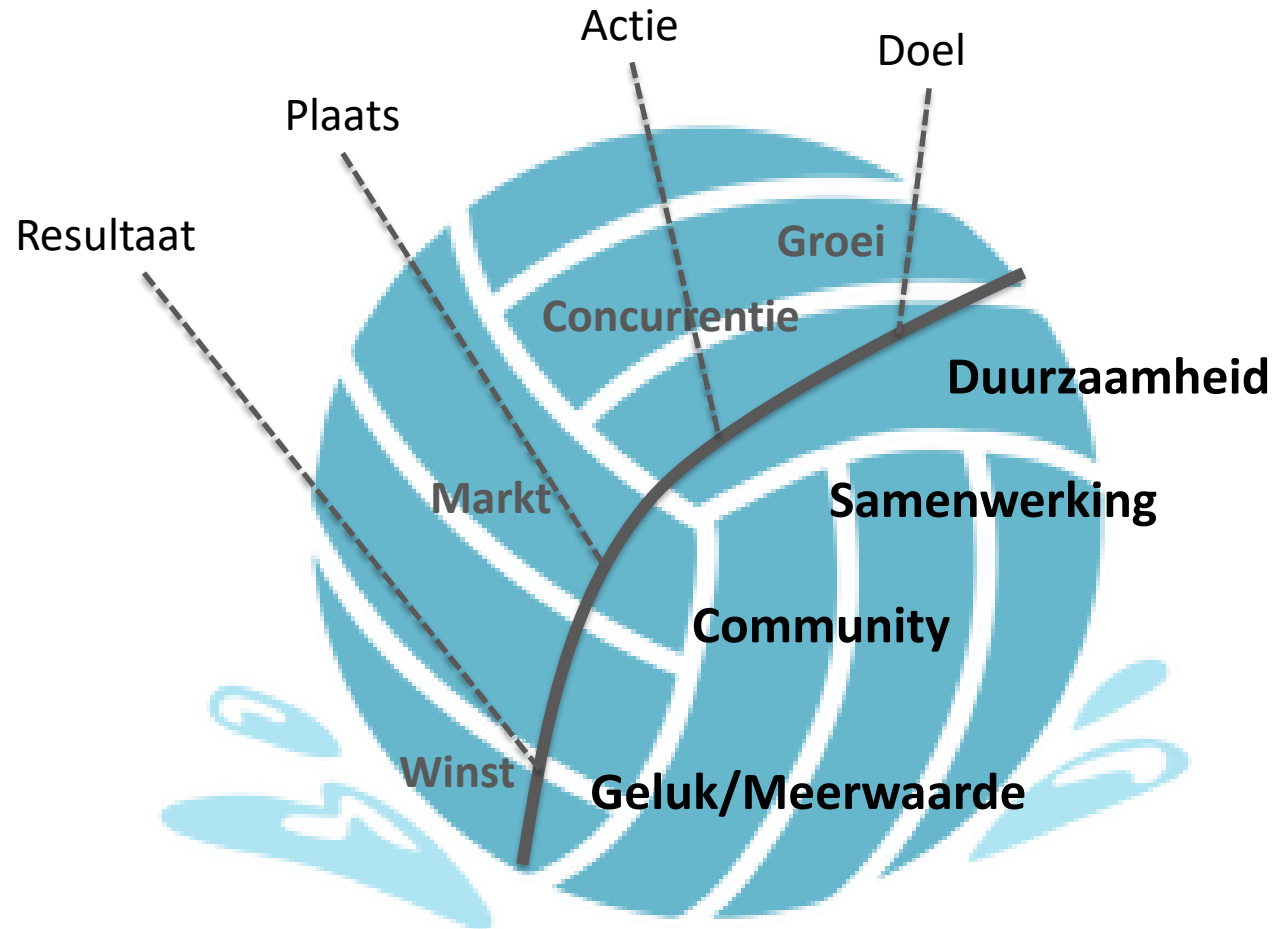 Actie
Doel
Plaats
Resultaat
Groei
Concurrentie
Duurzaamheid
Markt
Samenwerking
Community
Winst
Geluk/Meerwaarde